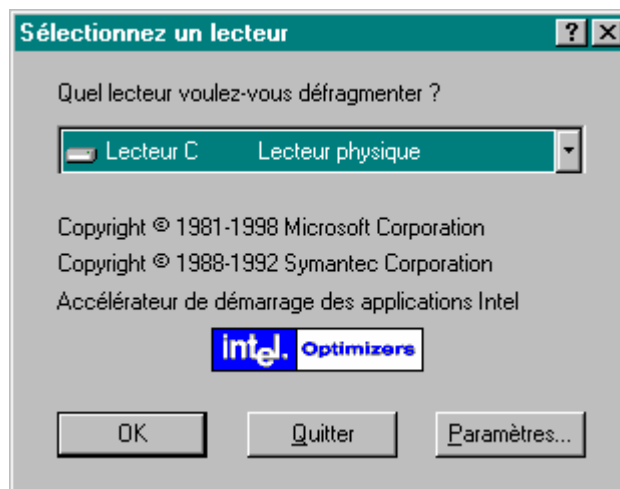 Sélectionnez un lecteur
Quel lecteur voulez-vous défragmenter ?
Lecteur C Lecteur physique
Copyright © 1981-1998 Microsoft Corporation
Copyright © 1988-1992 Symantec Corporation
Accélérateur de démarrage des applications Intel
intel. Optimizers
OK Quitter Paramètres...